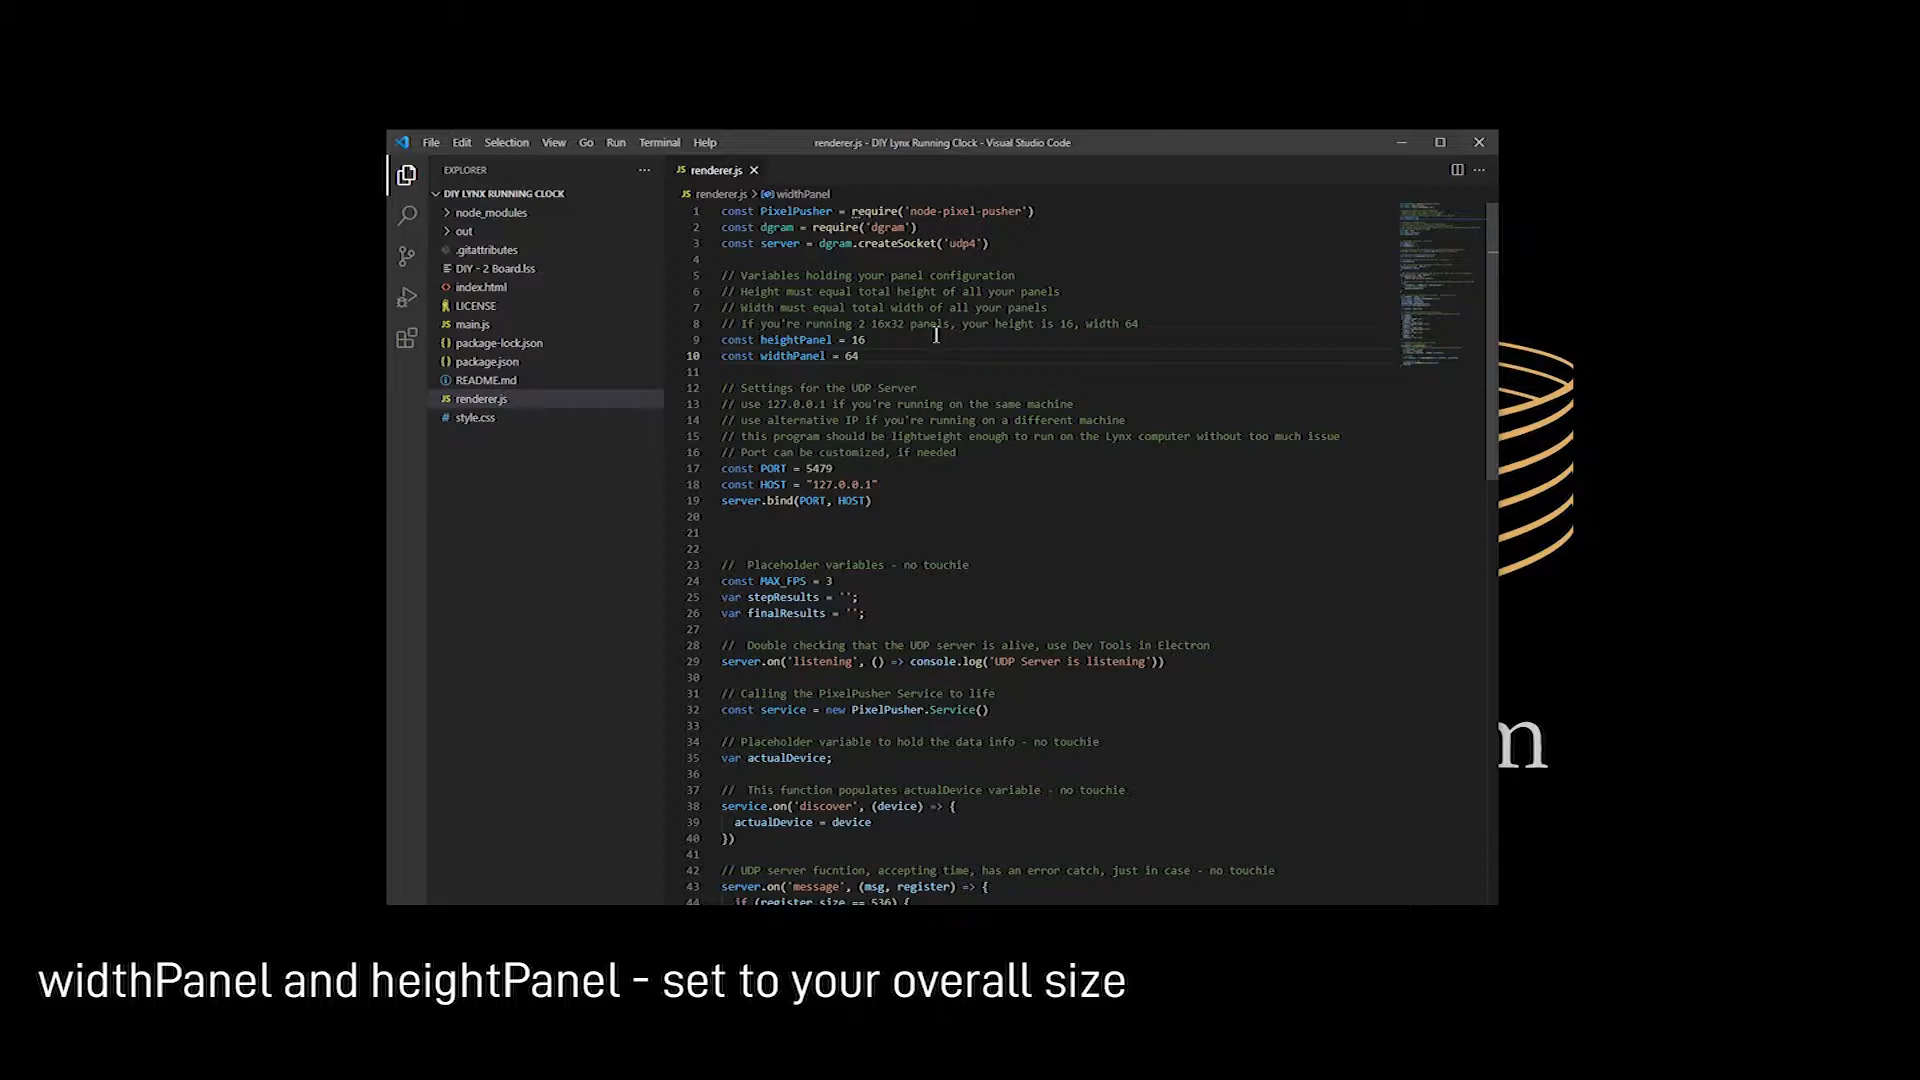 File Edit Selection View Go Run Terminal Help
renderer.js - DIY Lynx Running Clock - Visual Studio Code
EXPLORER
DIY LYNX RUNNING CLOCK
node_modules
out
.gitattributes
DIY - 2 Board.lss
index.html
LICENSE
main.js
package-lock.json
package.json
README.md
renderer.js
style.css
JS renderer.js
JS renderer.js > widthPanel
1 const PixelPusher = require('node-pixel-pusher')
2 const dgram = require('dgram')
3 const server = dgram.createSocket('udp4')
4
5 // Variables holding your panel configuration
6 // Height must equal total height of all your panels
7 // Width must equal total width of all your panels
8 // If you're running 2 16x32 panels, your height is 16, width 64
9 const heightPanel = 16
10 const widthPanel = 64
11
12 // Settings for the UDP Server
13 // use 127.0.0.1 if you're running on the same machine
14 // use alternative IP if you're running on a different machine
15 // this program should be lightweight enough to run on the Lynx computer without too much issue
16 // Port can be customized, if needed
17 const PORT = 5479
18 const HOST = "127.0.0.1"
19 server.bind(PORT, HOST)
20
21
22
23 //  Placeholder variables - no touchie
24 const MAX_FPS = 3
25 var stepResults = '';
26 var finalResults = '';
27
28 //  Double checking that the UDP server is alive, use Dev Tools in Electron
29 server.on('listening', () => console.log('UDP Server is listening'))
30
31 // Calling the PixelPusher Service to life
32 const service = new PixelPusher.Service()
33
34 // Placeholder variable to hold the data info - no touchie
35 var actualDevice;
36
37 //  This function populates actualDevice variable - no touchie
38 service.on('discover', (device) => {
39 actualDevice = device
40 })
41
42 // UDP server fucntion, accepting time, has an error catch, just in case - no touchie
43 server.on('message', (msg, register) => {
44 if (register.size == 536) {
n
widthPanel and heightPanel - set to your overall size